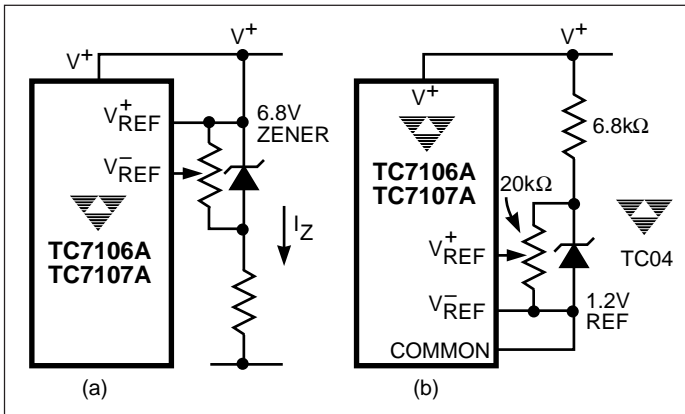 V+
V+
V+REF
V–REF
6.8V
ZENER
TC7106A
TC7107A
IZ
(a)
V+
V+
TC7106A
TC7107A
6.8kΩ
20kΩ
V+REF
V–REF
TC04
1.2V
REF
COMMON
(b)